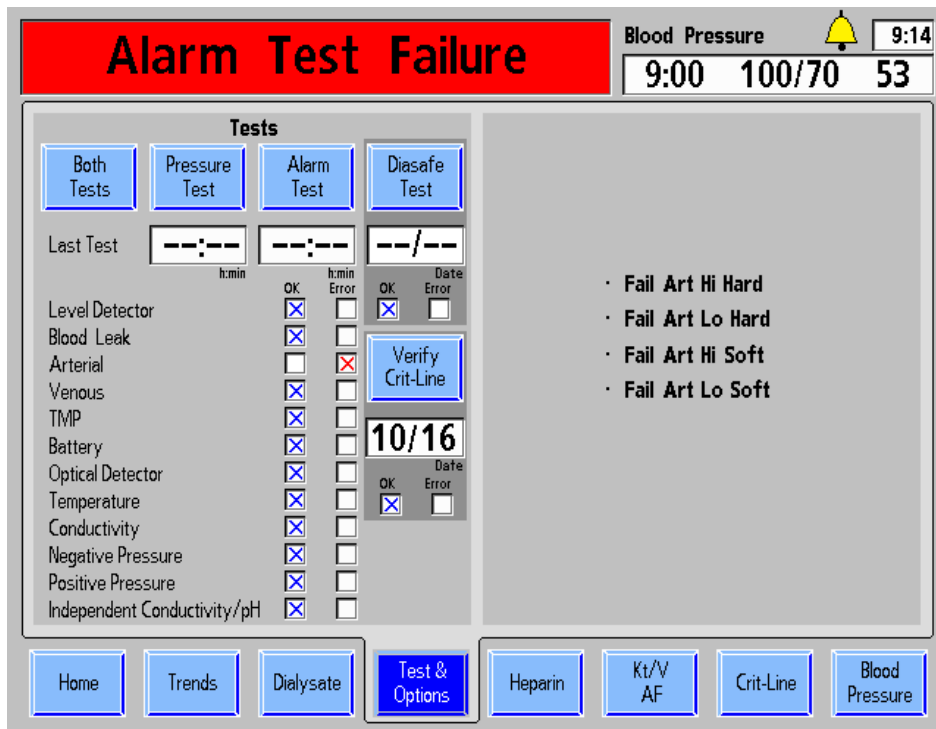 Alarm Test Failure
Blood Pressure 9:14
9:00 100/70 53
Tests
Both Tests
Pressure Test
Alarm Test
Diasafe Test
Last Test --:-- --:-- --/--
h:min h:min Date
OK Error OK Error
Level Detector
Blood Leak
Arterial
Venous
TMP
Battery
Optical Detector
Temperature
Conductivity
Negative Pressure
Positive Pressure
Independent Conductivity/pH
Verify Crit-Line
10/16
Date
OK Error
· Fail Art Hi Hard
· Fail Art Lo Hard
· Fail Art Hi Soft
· Fail Art Lo Soft
Home
Trends
Dialysate
Test & Options
Heparin
Kt/V AF
Crit-Line
Blood Pressure